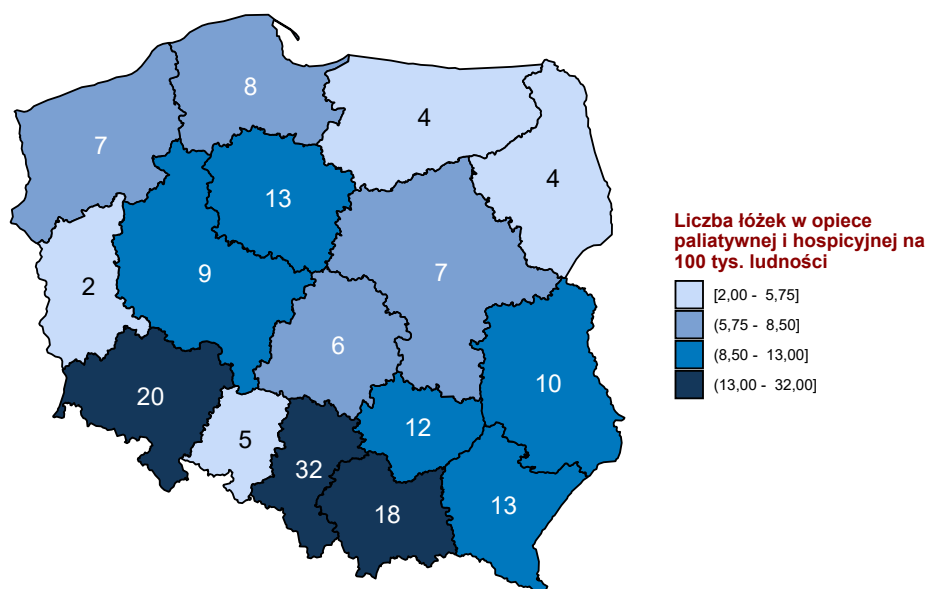 8
7
4
4
13
9
7
2
6
10
20
12
5
32
18
13
Liczba łóżek w opiece
paliatywnej i hospicyjnej na
100 tys. ludności
[2,00 - 5,75]
(5,75 - 8,50]
(8,50 - 13,00]
(13,00 - 32,00]